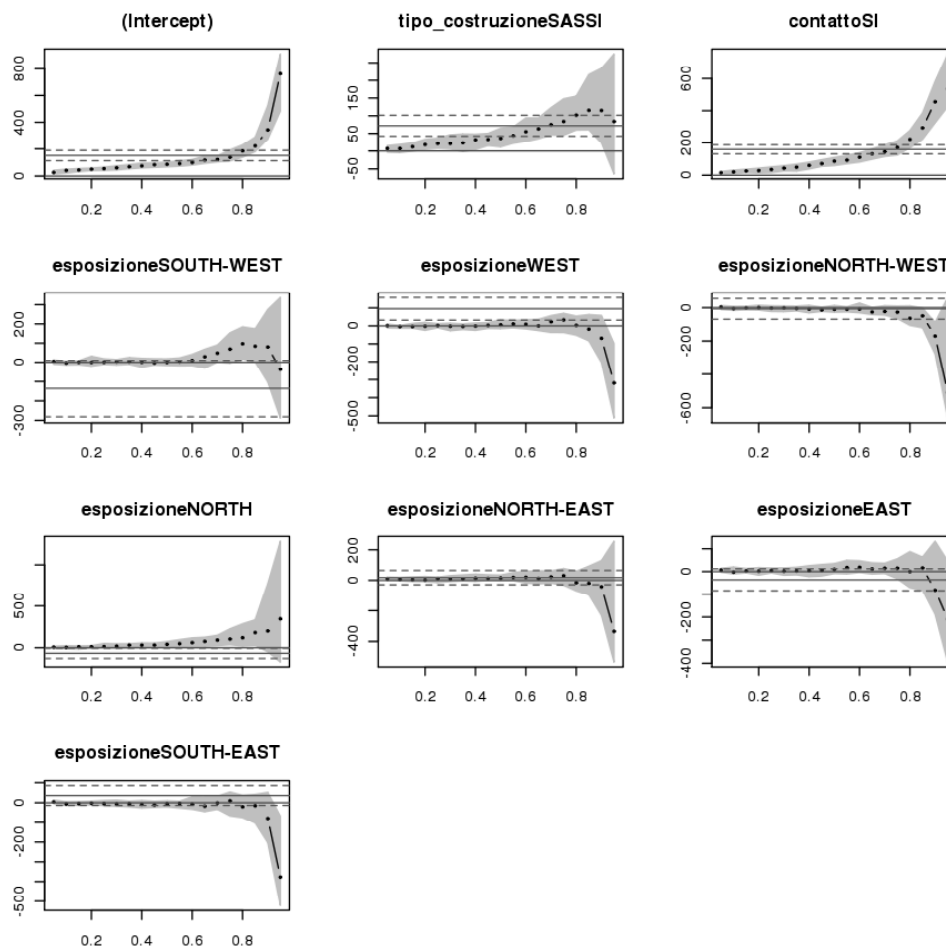 (Intercept) tipo_costruzioneSASSI contattoSI
800 400 0
150 50 -50
600 200 0
0.2 0.4 0.6 0.8 0.2 0.4 0.6 0.8 0.2 0.4 0.6 0.8
esposizioneSOUTH-WEST esposizioneWEST esposizioneNORTH-WEST
200 0 -300
0 -200 -500
0 -200 -600
0.2 0.4 0.6 0.8 0.2 0.4 0.6 0.8 0.2 0.4 0.6 0.8
esposizioneNORTH esposizioneNORTH-EAST esposizioneEAST
500 0
200 0 -400
0 -200 -400
0.2 0.4 0.6 0.8 0.2 0.4 0.6 0.8 0.2 0.4 0.6 0.8
esposizioneSOUTH-EAST
0 -200 -500
0.2 0.4 0.6 0.8